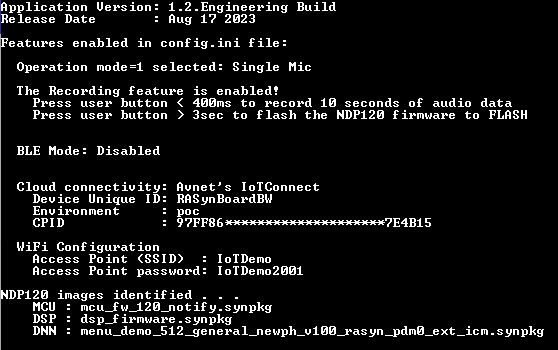 Application Version: 1.2.Engineering Build
Release Date       : Aug 17 2023
Features enabled in config.ini file:
Operation mode=1 selected: Single Mic
The Recording feature is enabled!
Press user button < 400ms to record 10 seconds of audio data
Press user button > 3sec to flash the NDP120 firmware to FLASH
BLE Mode: Disabled
Cloud connectivity: Avnet's IoTConnect
Device Unique ID: RASynBoardBW
Environment     : poc
CPID            : 97FF86********************7E4B15
WiFi Configuration
Access Point (SSID)  : IoTDemo
Access Point password: IoTDemo2001
NDP120 images identified . . .
MCU : mcu_fw_120_notify.synpkg
DSP : dsp_firmware.synpkg
DNN : menu_demo_512_general_newph_v100_rasyn_pdm0_ext_icm.synpkg